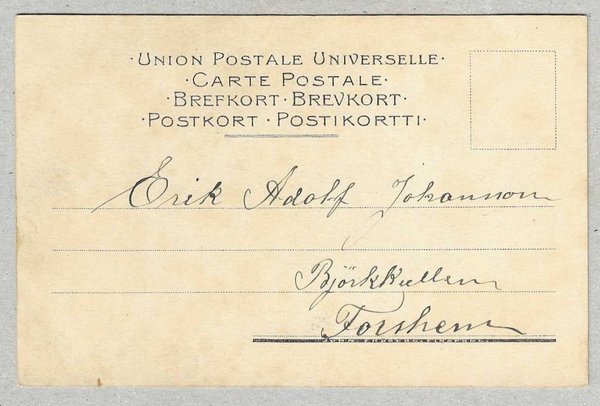 ·UNION POSTALE UNIVERSELLE·
·CARTE POSTALE·
·BREFKORT·BREVKORT·
·POSTKORT·POSTIKORTTI·
Erik Adolf Johansson
Björkkullen
Forshem